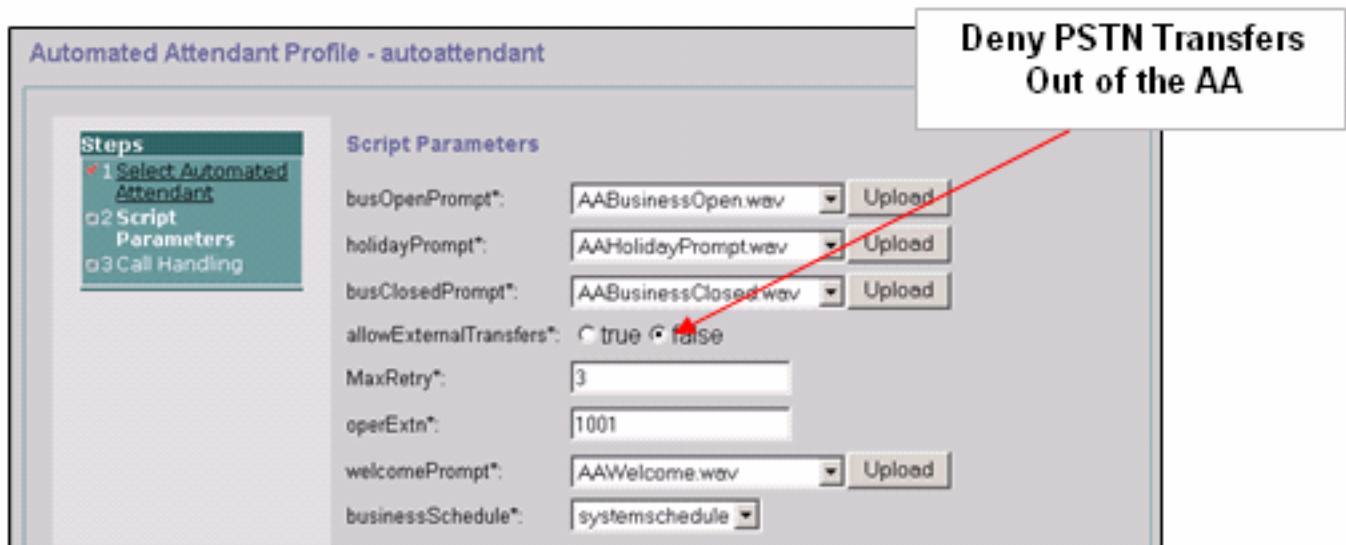 Deny PSTN Transfers
Out of the AA
Automated Attendant Profile - autoattendant
Steps
1 Select Automated
Attendant
2 Script
Parameters
3 Call Handling
Script Parameters
busOpenPrompt*: AABusinessOpen.wav Upload
holidayPrompt*: AAHolidayPrompt.wav Upload
busClosedPrompt*: AABusinessClosed.wav Upload
allowExternalTransfers*: true false
MaxRetry*: 3
operExtn*: 1001
welcomePrompt*: AAWelcome.wav Upload
businessSchedule*: systemschedule